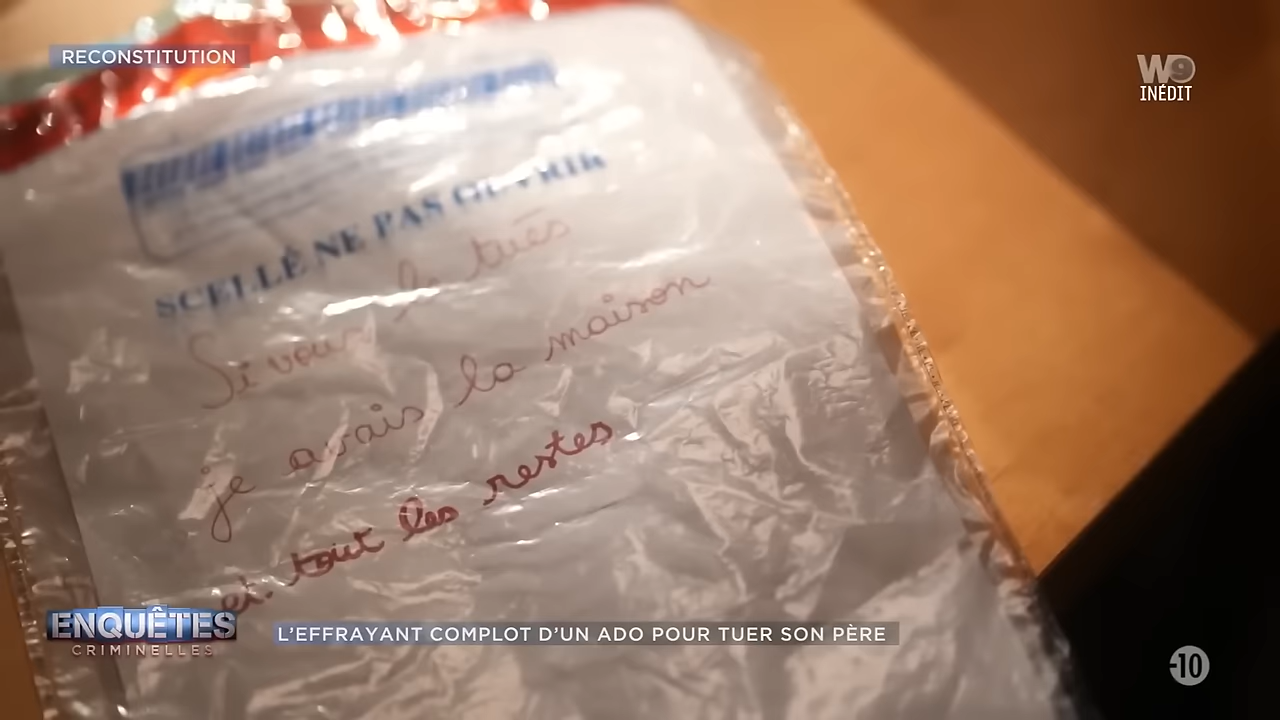 RECONSTITUTION
W9
INÉDIT
SCELLÉ NE PAS OUVRIR
Si vous le tués
je avais la maison
et tout les restes
ENQUÊTES
CRIMINELLES
L'EFFRAYANT COMPLOT D'UN ADO POUR TUER SON PÈRE
-10